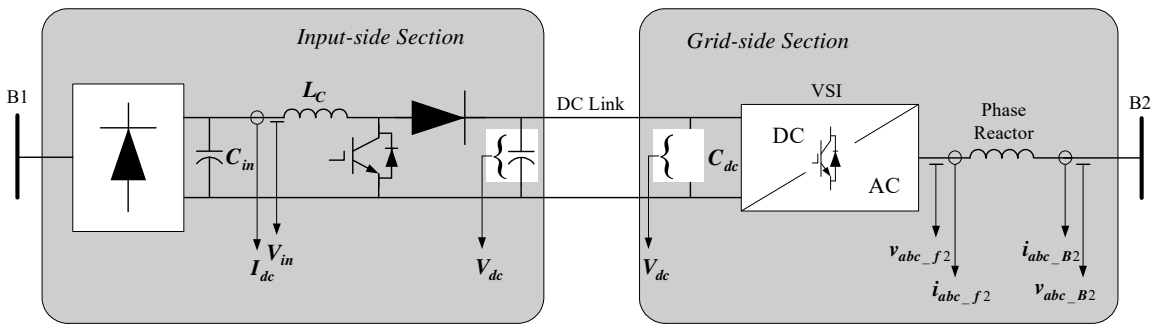 Input-side Section
Grid-side Section
B1
L_C
DC Link
VSI
Phase
Reactor
B2
C_in
C_dc
DC
AC
V_in
I_dc
V_dc
V_dc
v_abc_f2
i_abc_f2
i_abc_B2
v_abc_B2